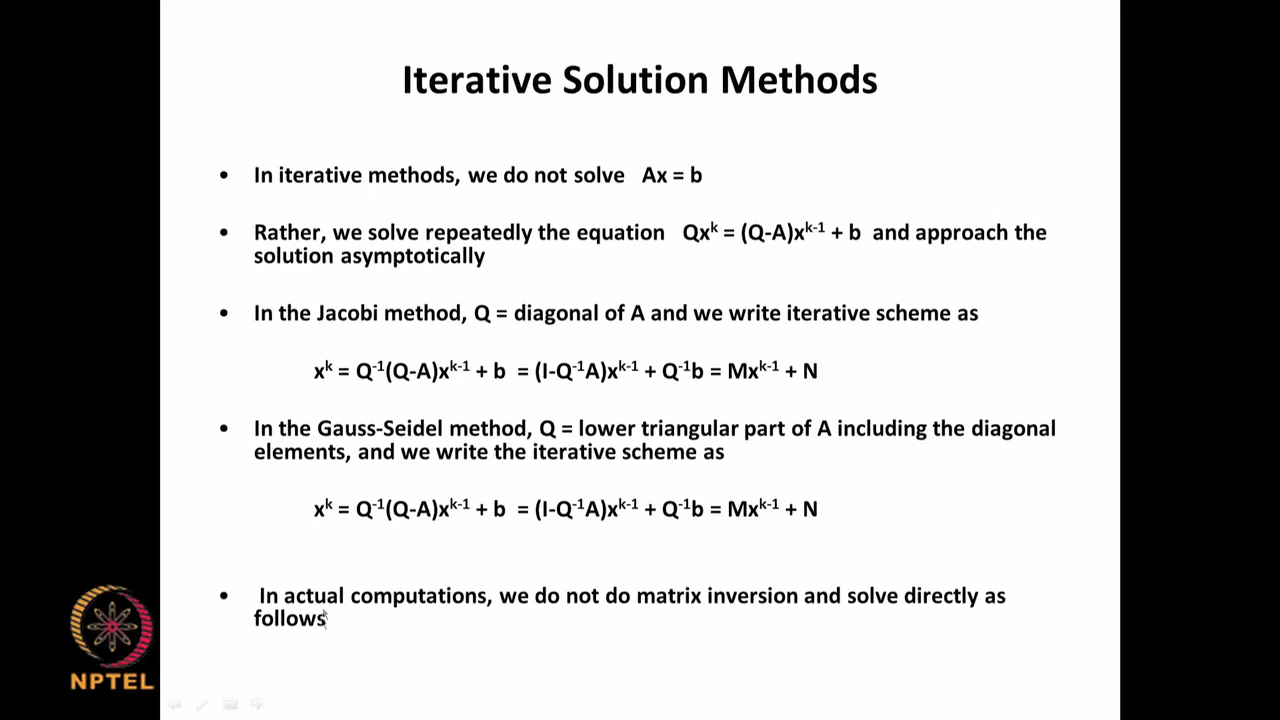 Iterative Solution Methods
• In iterative methods, we do not solve Ax = b
• Rather, we solve repeatedly the equation Qxᵏ = (Q-A)xᵏ⁻¹ + b and approach the
solution asymptotically
• In the Jacobi method, Q = diagonal of A and we write iterative scheme as
xᵏ = Q⁻¹(Q-A)xᵏ⁻¹ + b = (I-Q⁻¹A)xᵏ⁻¹ + Q⁻¹b = Mxᵏ⁻¹ + N
• In the Gauss-Seidel method, Q = lower triangular part of A including the diagonal
elements, and we write the iterative scheme as
xᵏ = Q⁻¹(Q-A)xᵏ⁻¹ + b = (I-Q⁻¹A)xᵏ⁻¹ + Q⁻¹b = Mxᵏ⁻¹ + N
• In actual computations, we do not do matrix inversion and solve directly as
follows
NPTEL